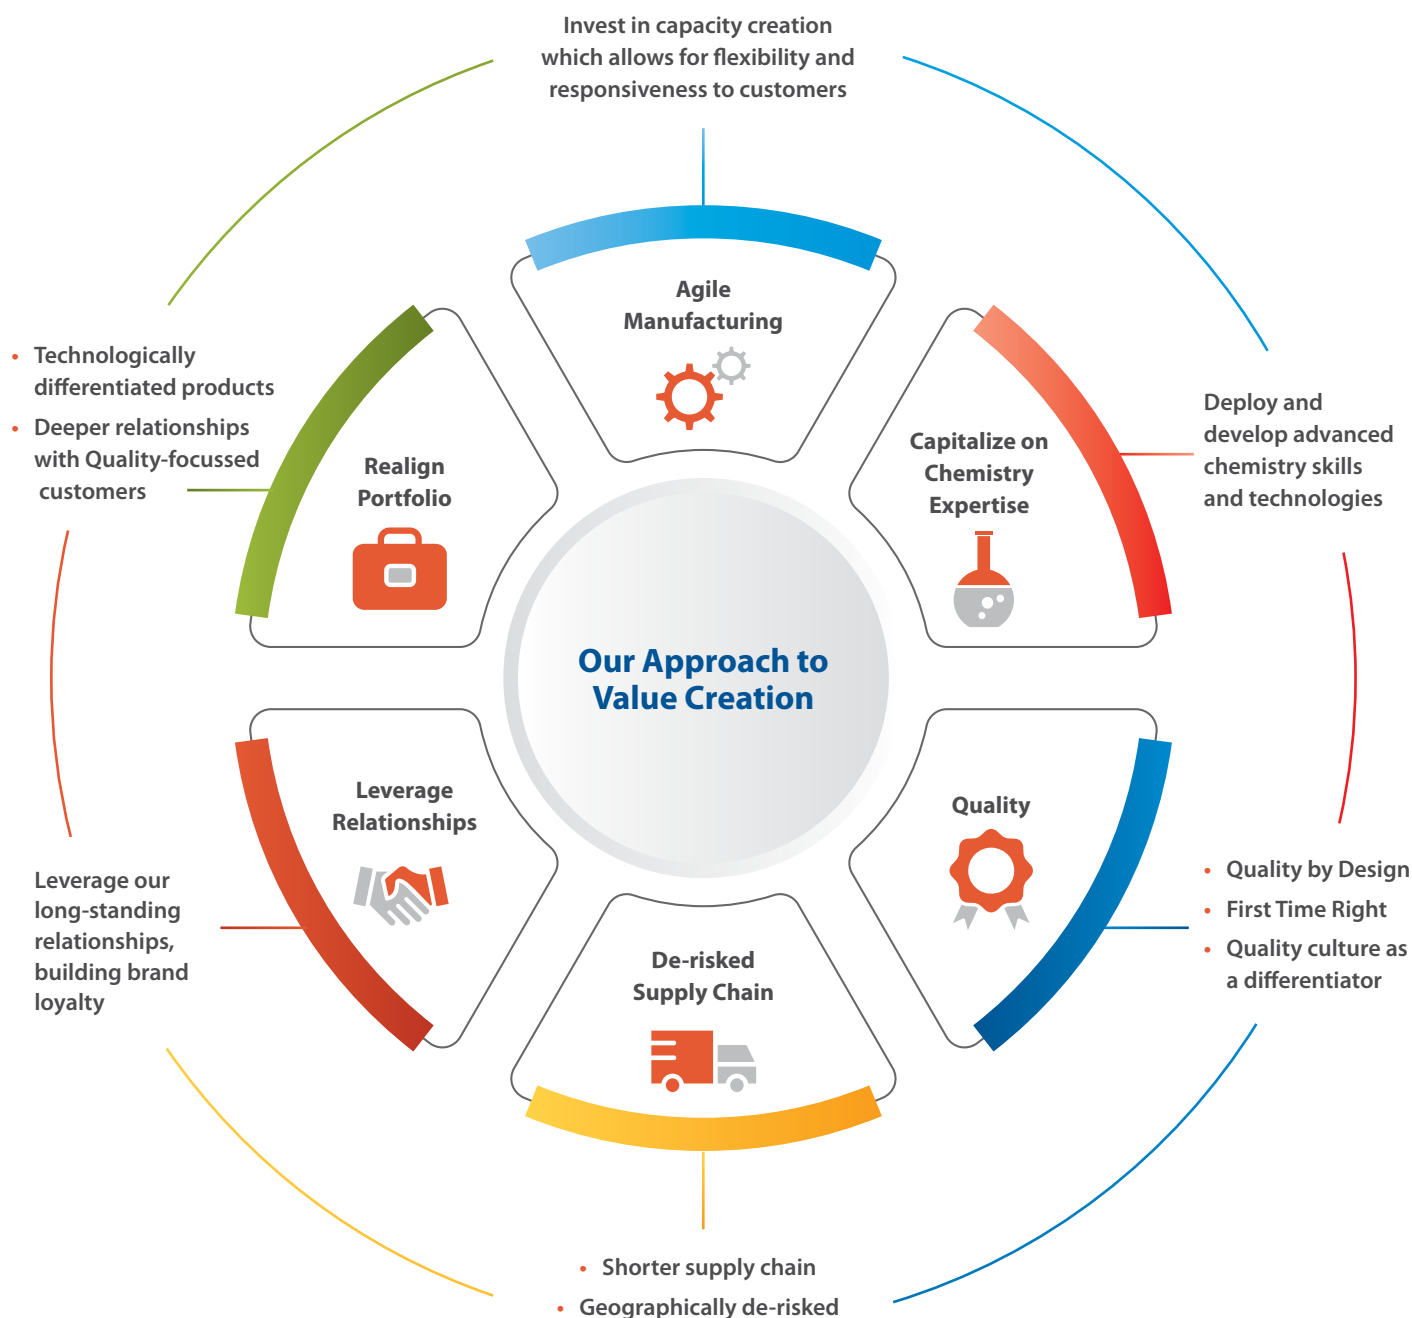 Invest in capacity creation
which allows for flexibility and
responsiveness to customers
Agile
Manufacturing
Capitalize on
Chemistry
Expertise
Deploy and
develop advanced
chemistry skills
and technologies
Quality
• Quality by Design
• First Time Right
• Quality culture as
a differentiator
De-risked
Supply Chain
• Shorter supply chain
• Geographically de-risked
Leverage
Relationships
Leverage our
long-standing
relationships,
building brand
loyalty
Realign
Portfolio
• Technologically
differentiated products
• Deeper relationships
with Quality-focussed
customers
Our Approach to
Value Creation